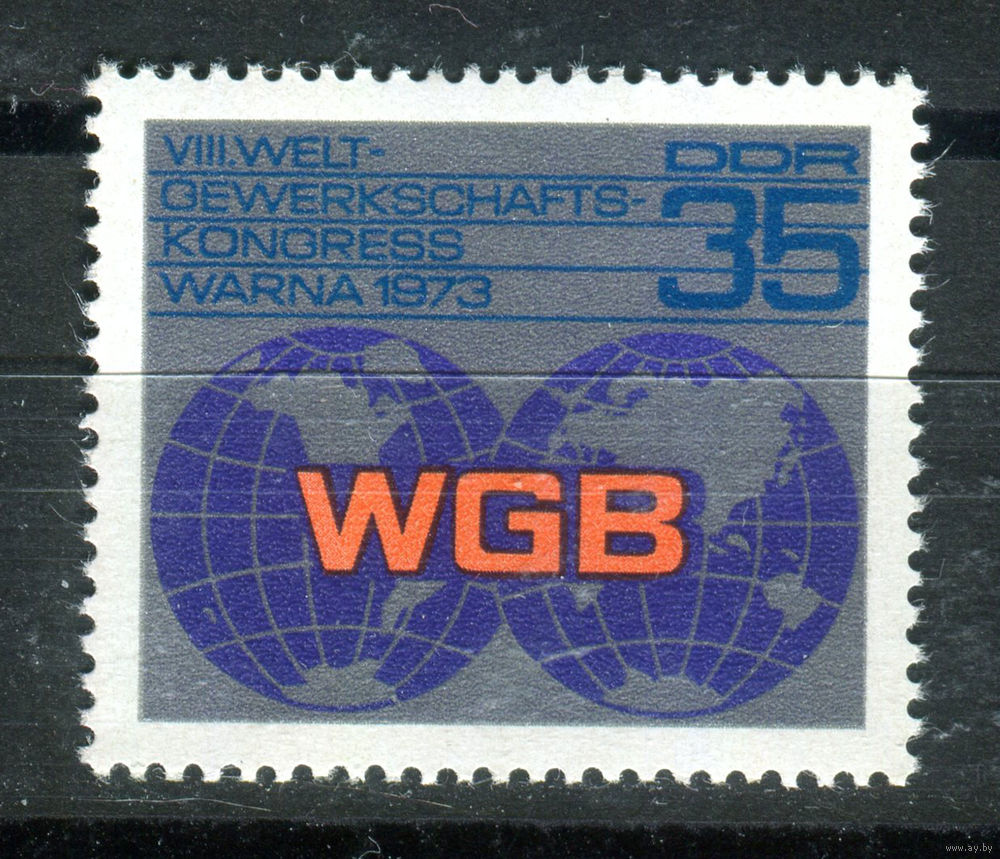 VIII.WELT-
GEWERKSCHAFTS-
KONGRESS
WARNA 1973
DDR
35
WGB
www.ay.by